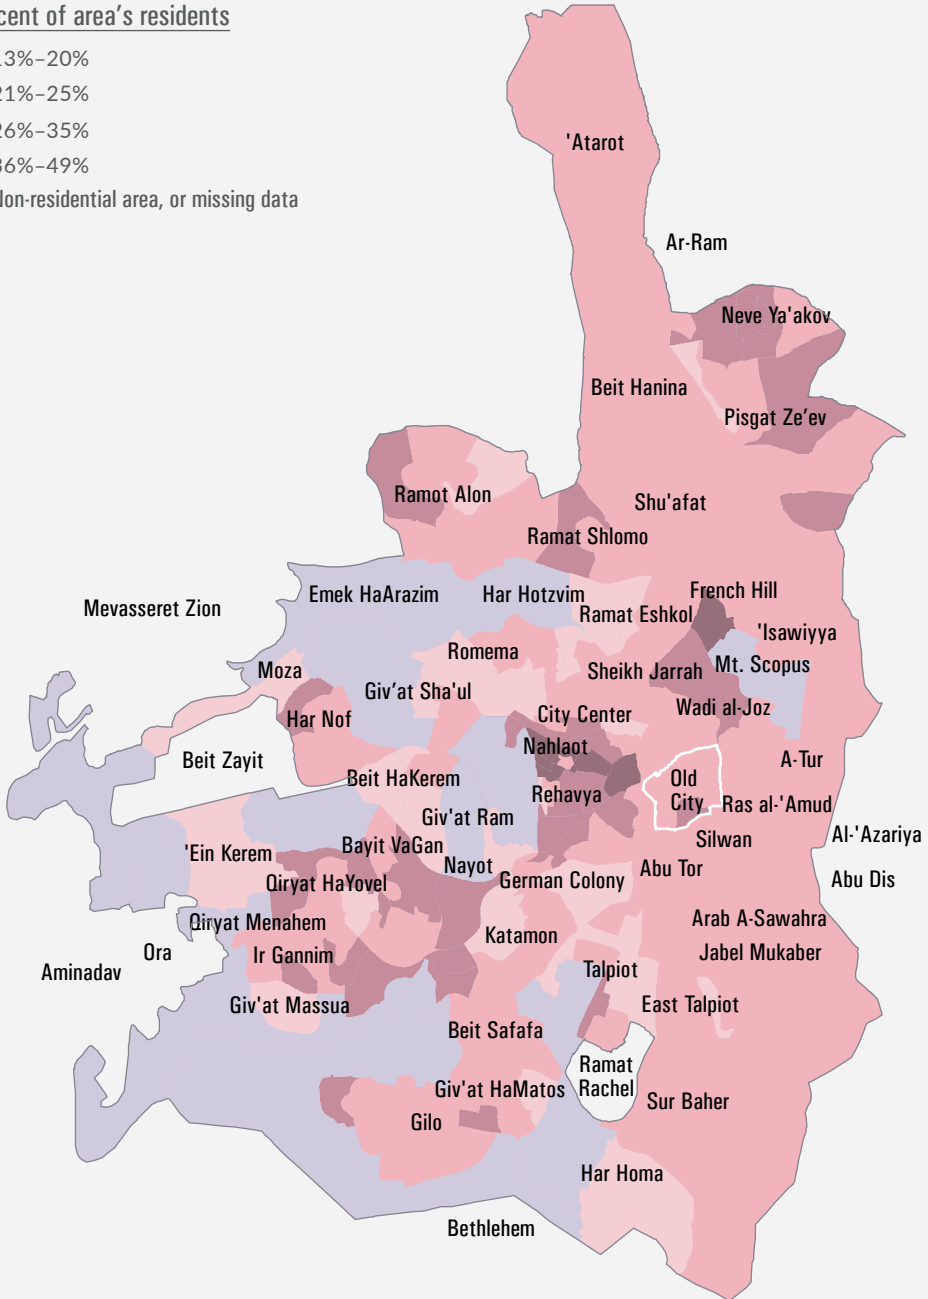 cent of area's residents
13%–20%
21%–25%
26%–35%
36%–49%
Non-residential area, or missing data
'Atarot
Ar-Ram
Neve Ya'akov
Beit Hanina
Pisgat Ze’ev
Ramot Alon
Shu'afat
Ramat Shlomo
Emek HaArazim
Har Hotzvim
French Hill
Mevasseret Zion
Ramat Eshkol
'Isawiyya
Romema
Moza
Sheikh Jarrah
Mt. Scopus
Giv’at Sha'ul
Har Nof
City Center
Wadi al-Joz
Nahlaot
Beit Zayit
A-Tur
Beit HaKerem
Old
City
Rehavya
Ras al-'Amud
Giv'at Ram
Silwan
Al-'Azariya
Bayit VaGan
'Ein Kerem
Nayot
Abu Tor
German Colony
Abu Dis
Qiryat HaYovel
Qiryat Menahem
Arab A-Sawahra
Katamon
Ora
Ir Gannim
Jabel Mukaber
Aminadav
Talpiot
Giv'at Massua
East Talpiot
Beit Safafa
Ramat
Rachel
Giv'at HaMatos
Sur Baher
Gilo
Har Homa
Bethlehem